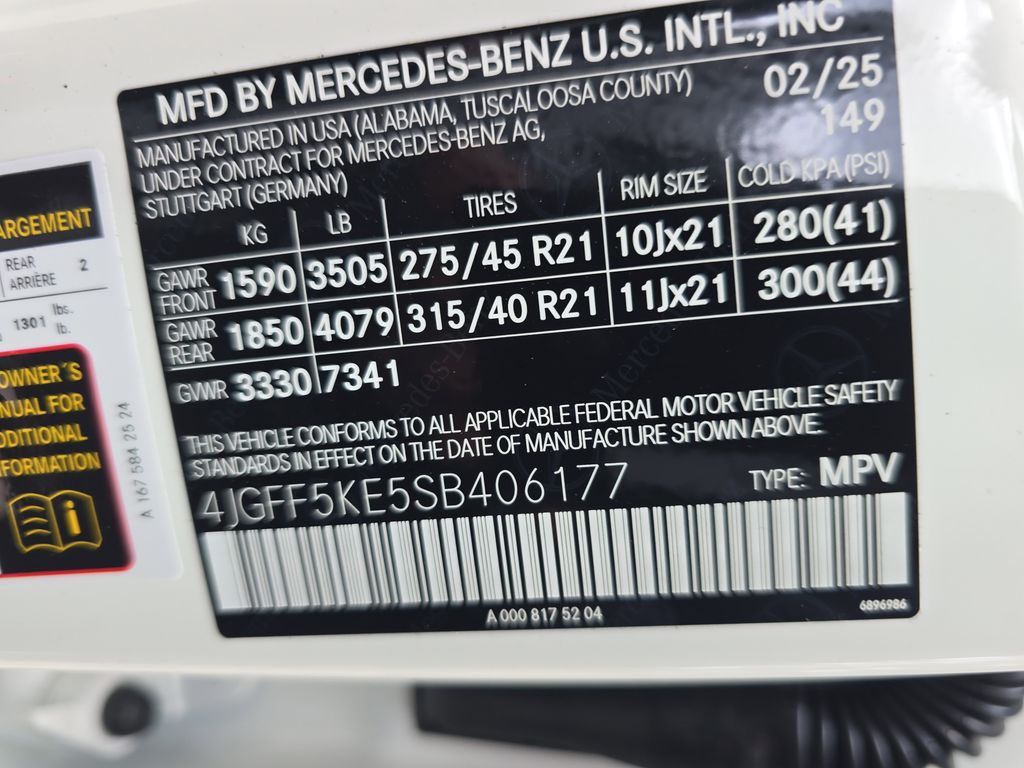 MFD BY MERCEDES-BENZ U.S. INTL., INC
MANUFACTURED IN USA (ALABAMA, TUSCALOOSA COUNTY) 02/25
UNDER CONTRACT FOR MERCEDES-BENZ AG, 149
STUTTGART (GERMANY)
KG LB TIRES RIM SIZE COLD KPA (PSI)
GAWR FRONT 1590 3505 275/45 R21 10Jx21 280(41)
GAWR REAR 1850 4079 315/40 R21 11Jx21 300(44)
GVWR 3330 7341
THIS VEHICLE CONFORMS TO ALL APPLICABLE FEDERAL MOTOR VEHICLE SAFETY
STANDARDS IN EFFECT ON THE DATE OF MANUFACTURE SHOWN ABOVE.
4JGFF5KE5SB406177 TYPE: MPV
A 000 817 52 04
6896986
ARGEMENT
REAR
ARRIÈRE 2
1301 lbs.
lb.
OWNER'S
NUAL FOR
DDITIONAL
NFORMATION
A 167 584 25 24